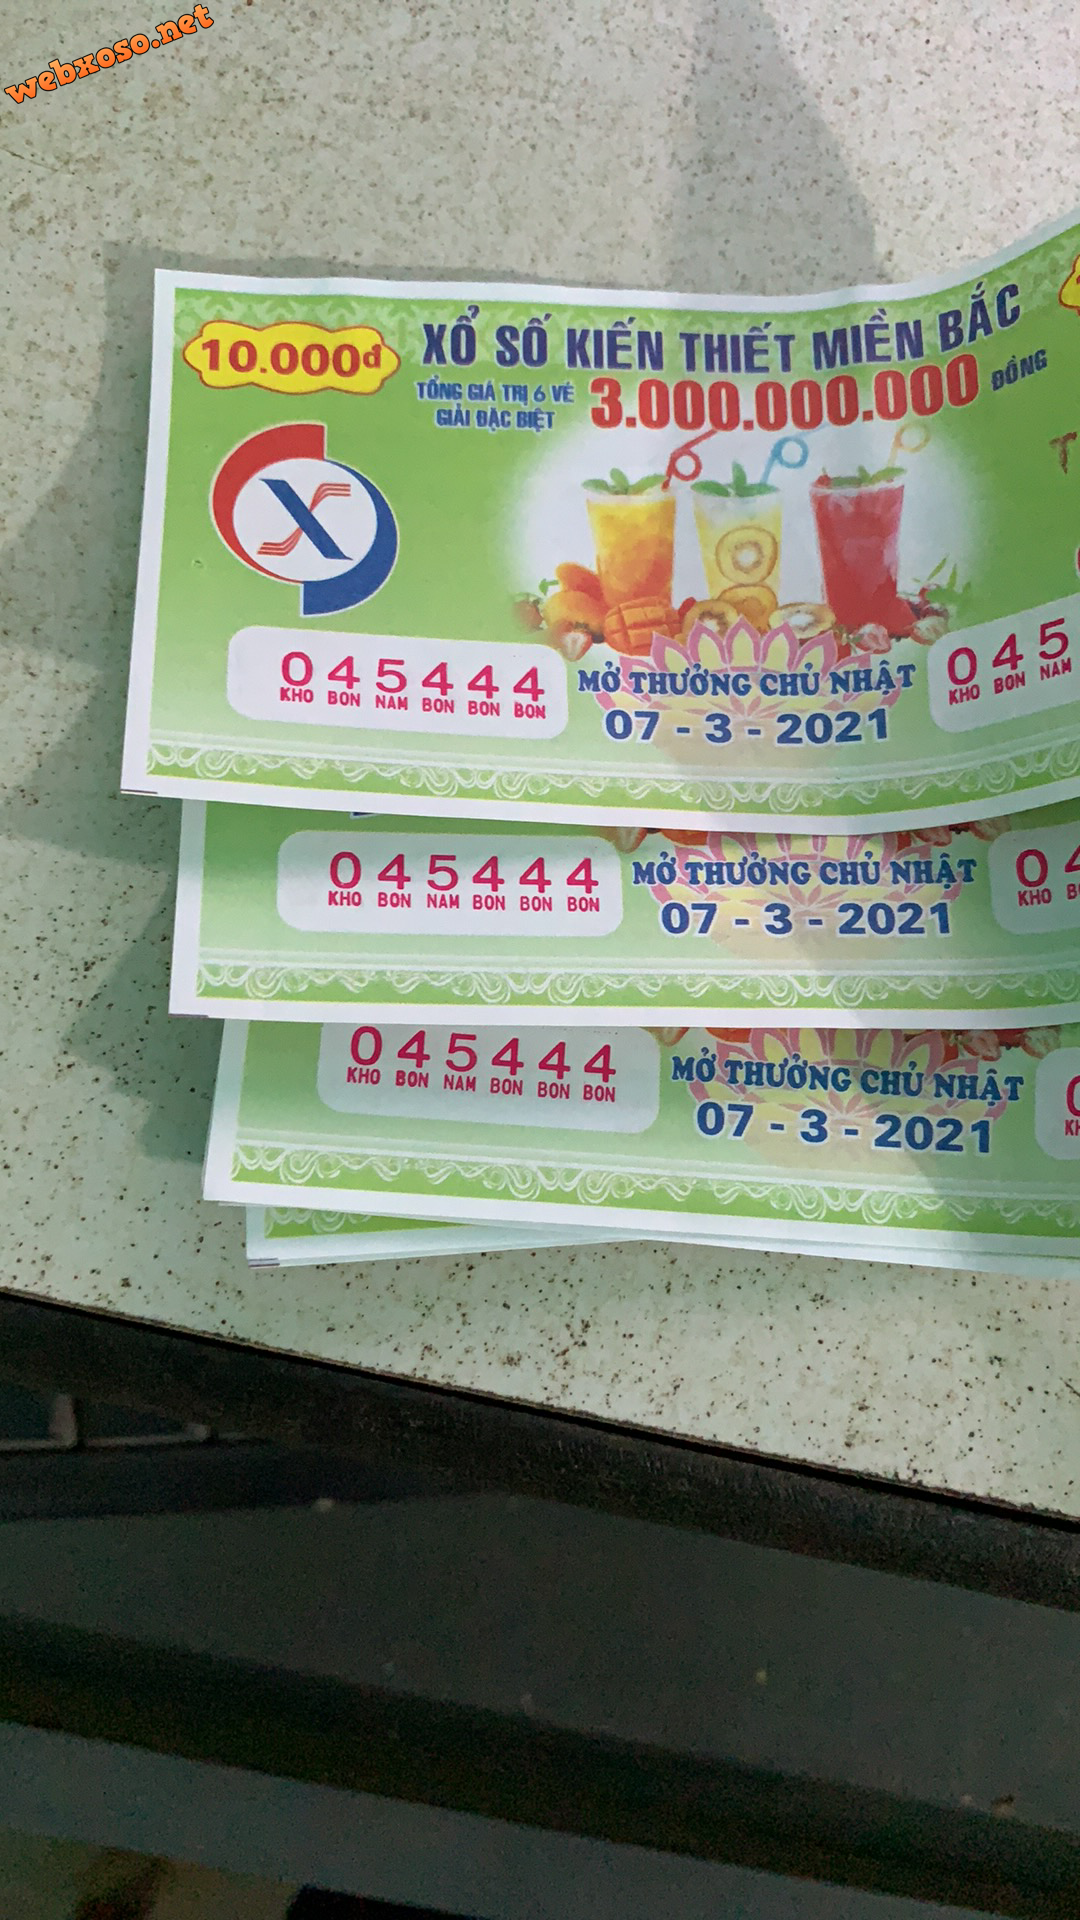 webxoso.net
10.000đ
XỔ SỐ KIẾN THIẾT MIỀN BẮC
TỔNG GIÁ TRỊ 6 VÉ
GIẢI ĐẶC BIỆT
3.000.000.000 ĐỒNG
045444
KHO BON NAM BON BON BON
MỞ THƯỞNG CHỦ NHẬT
07 - 3 - 2021
045
KHO BON NAM
045444
KHO BON NAM BON BON BON
MỞ THƯỞNG CHỦ NHẬT
07 - 3 - 2021
04
KHO
045444
KHO BON NAM BON BON BON
MỞ THƯỞNG CHỦ NHẬT
07 - 3 - 2021